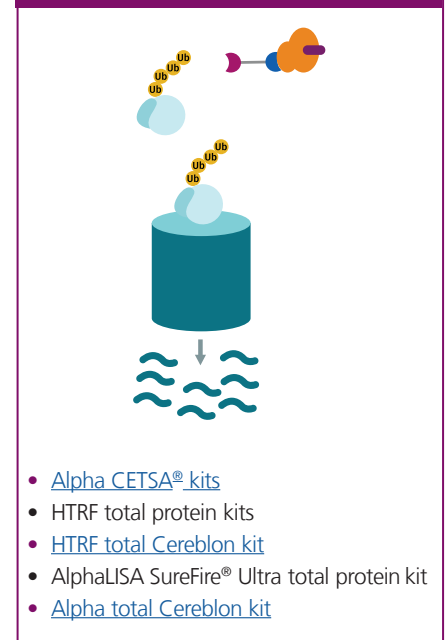 Ub
Ub
Ub
Ub
Ub
Ub
Ub
Ub
• Alpha CETSA® kits
• HTRF total protein kits
• HTRF total Cereblon kit
• AlphaLISA SureFire® Ultra total protein kit
• Alpha total Cereblon kit